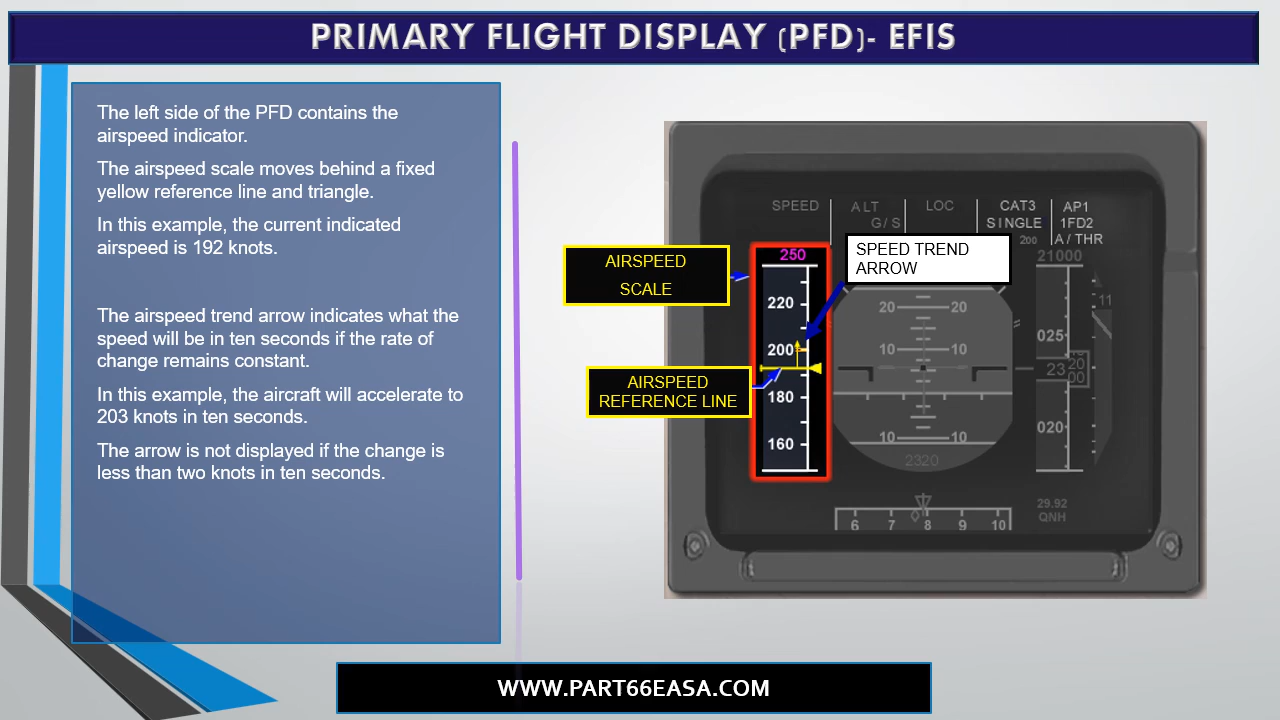 PRIMARY FLIGHT DISPLAY (PFD)- EFIS
The left side of the PFD contains the
airspeed indicator.
The airspeed scale moves behind a fixed
yellow reference line and triangle.
In this example, the current indicated
airspeed is 192 knots.
The airspeed trend arrow indicates what the
speed will be in ten seconds if the rate of
change remains constant.
In this example, the aircraft will accelerate to
203 knots in ten seconds.
The arrow is not displayed if the change is
less than two knots in ten seconds.
SPEED
ALT
G/S
LOC
CAT3
SINGLE
200
AP1
1FD2
A/THR
AIRSPEED
SCALE
AIRSPEED
REFERENCE LINE
SPEED TREND
ARROW
250
220
200
180
160
20 20
10 10
10 10
2320
21000
11
025
23
20
00
020
29.92
QNH
6 7 8 9 10
WWW.PART66EASA.COM